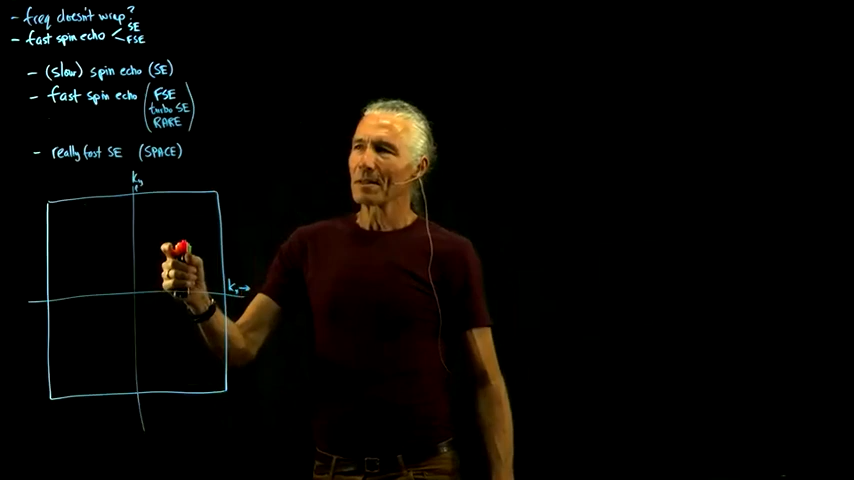 - freq doesn't wrap?
- fast spin echo < SE
FSE
- (slow) spin echo (SE)
- fast spin echo (FSE
turbo SE
RARE)
- really fast SE (SPACE)
ky
kx →